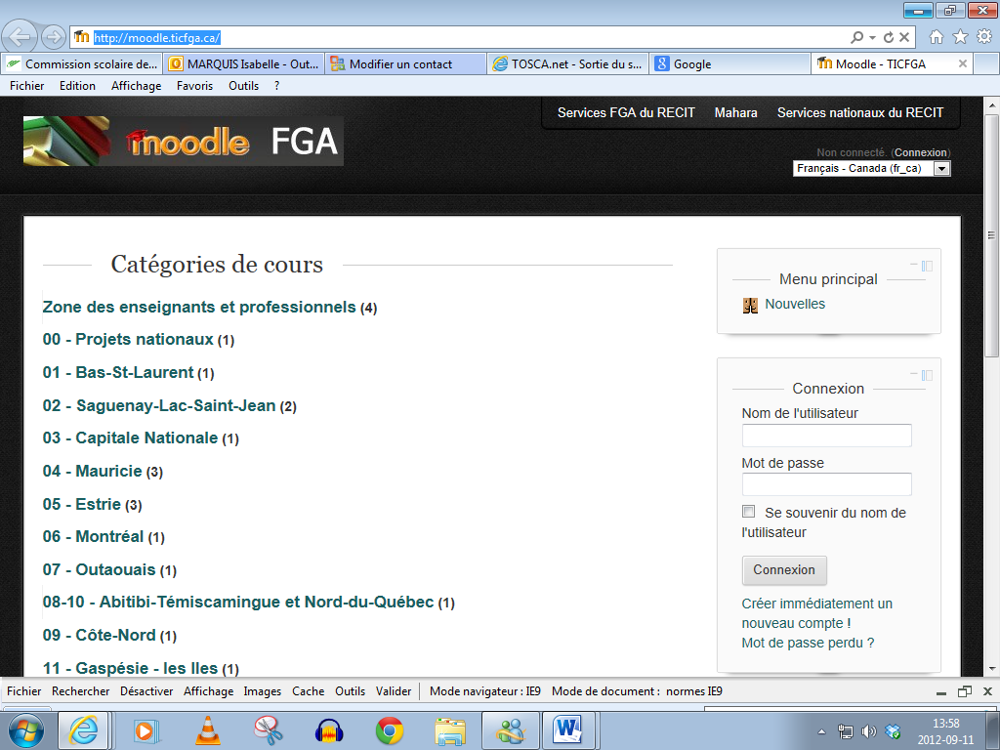 http://moodle.ticfga.ca/
Commission scolaire de...
MARQUIS Isabelle - Out...
Modifier un contact
TOSCA.net - Sortie du s...
Google
Moodle - TICFGA
Fichier Edition Affichage Favoris Outils ?
moodle FGA
Services FGA du RECIT Mahara Services nationaux du RECIT
Non connecté. (Connexion)
Français - Canada (fr_ca)
Catégories de cours
Zone des enseignants et professionnels (4)
00 - Projets nationaux (1)
01 - Bas-St-Laurent (1)
02 - Saguenay-Lac-Saint-Jean (2)
03 - Capitale Nationale (1)
04 - Mauricie (3)
05 - Estrie (3)
06 - Montréal (1)
07 - Outaouais (1)
08-10 - Abitibi-Témiscamingue et Nord-du-Québec (1)
09 - Côte-Nord (1)
11 - Gaspésie - les Iles (1)
Menu principal
Nouvelles
Connexion
Nom de l'utilisateur
Mot de passe
Se souvenir du nom de
l'utilisateur
Connexion
Créer immédiatement un
nouveau compte !
Mot de passe perdu ?
Fichier Rechercher Désactiver Affichage Images Cache Outils Valider Mode navigateur : IE9 Mode de document : normes IE9
13:58
2012-09-11